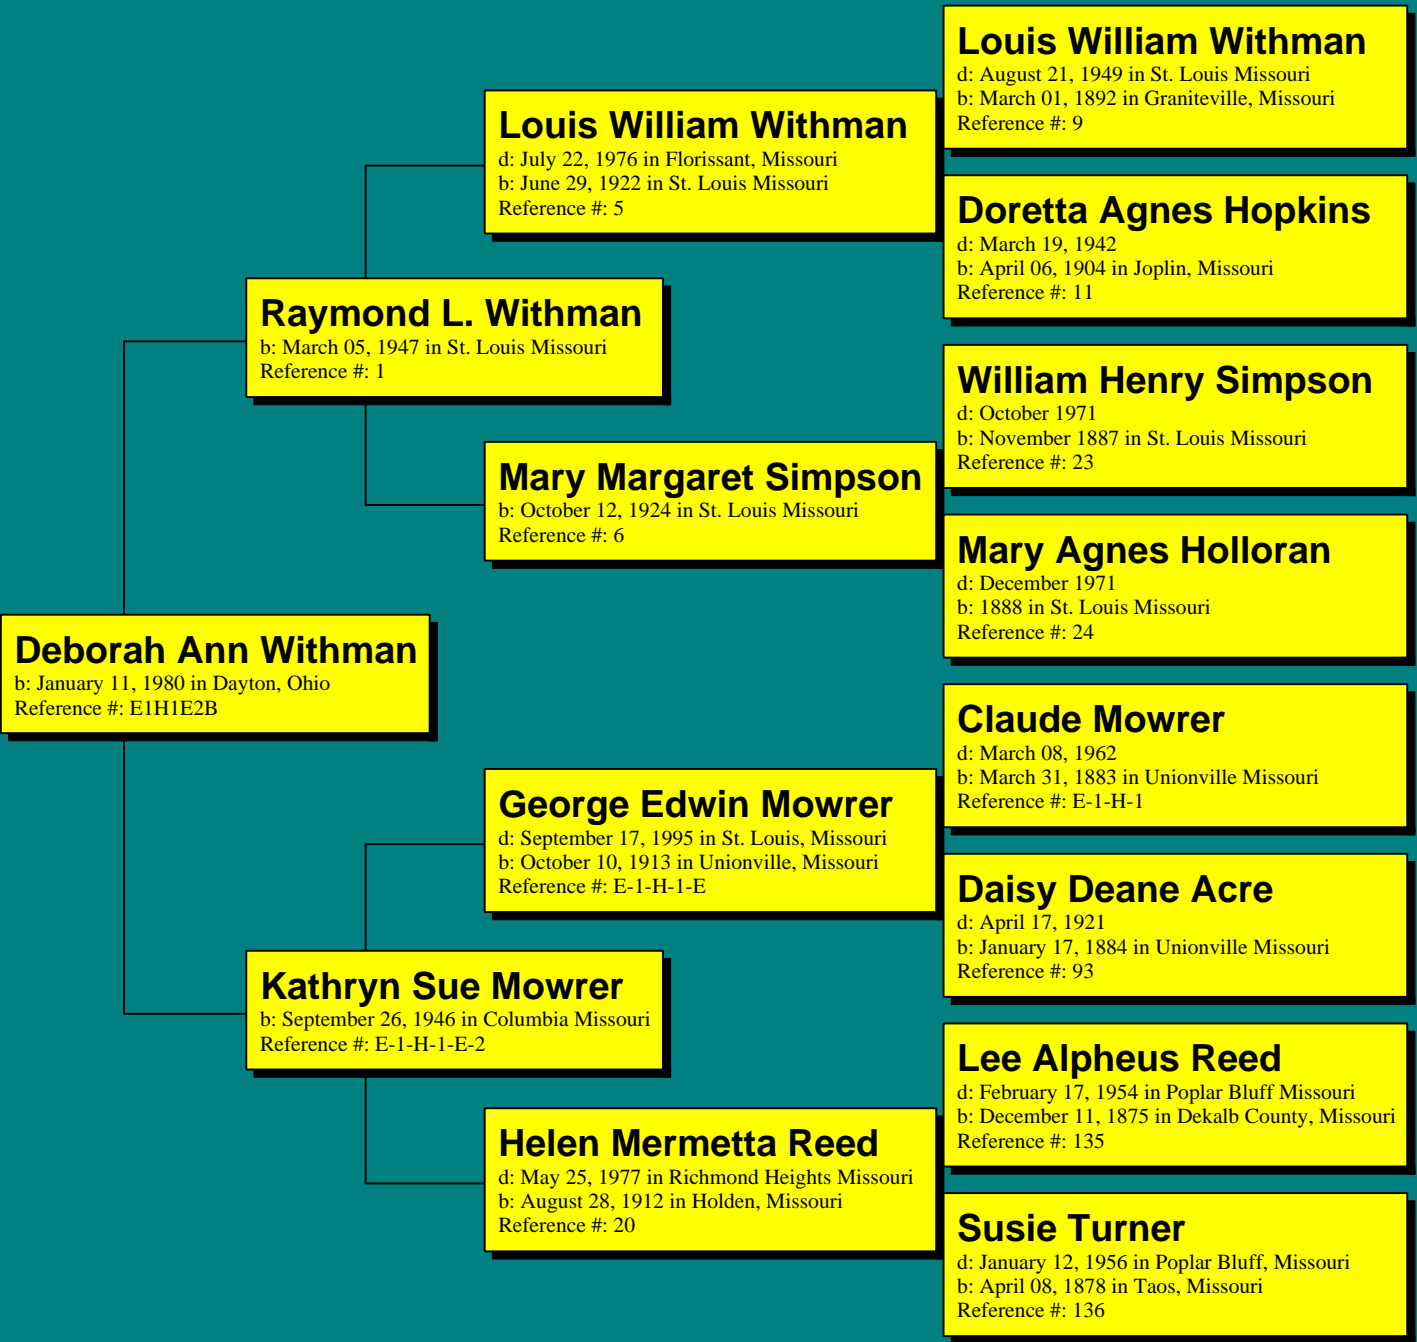 Louis William Withman
d: August 21, 1949 in St. Louis Missouri
b: March 01, 1892 in Graniteville, Missouri
Reference #: 9
Louis William Withman
d: July 22, 1976 in Florissant, Missouri
b: June 29, 1922 in St. Louis Missouri
Reference #: 5
Doretta Agnes Hopkins
d: March 19, 1942
b: April 06, 1904 in Joplin, Missouri
Reference #: 11
Raymond L. Withman
b: March 05, 1947 in St. Louis Missouri
Reference #: 1
William Henry Simpson
d: October 1971
b: November 1887 in St. Louis Missouri
Reference #: 23
Mary Margaret Simpson
b: October 12, 1924 in St. Louis Missouri
Reference #: 6
Mary Agnes Holloran
d: December 1971
b: 1888 in St. Louis Missouri
Reference #: 24
Deborah Ann Withman
b: January 11, 1980 in Dayton, Ohio
Reference #: E1H1E2B
Claude Mowrer
d: March 08, 1962
b: March 31, 1883 in Unionville Missouri
Reference #: E-1-H-1
George Edwin Mowrer
d: September 17, 1995 in St. Louis, Missouri
b: October 10, 1913 in Unionville, Missouri
Reference #: E-1-H-1-E
Daisy Deane Acre
d: April 17, 1921
b: January 17, 1884 in Unionville Missouri
Reference #: 93
Kathryn Sue Mowrer
b: September 26, 1946 in Columbia Missouri
Reference #: E-1-H-1-E-2
Lee Alpheus Reed
d: February 17, 1954 in Poplar Bluff Missouri
b: December 11, 1875 in Dekalb County, Missouri
Reference #: 135
Helen Mermetta Reed
d: May 25, 1977 in Richmond Heights Missouri
b: August 28, 1912 in Holden, Missouri
Reference #: 20
Susie Turner
d: January 12, 1956 in Poplar Bluff, Missouri
b: April 08, 1878 in Taos, Missouri
Reference #: 136